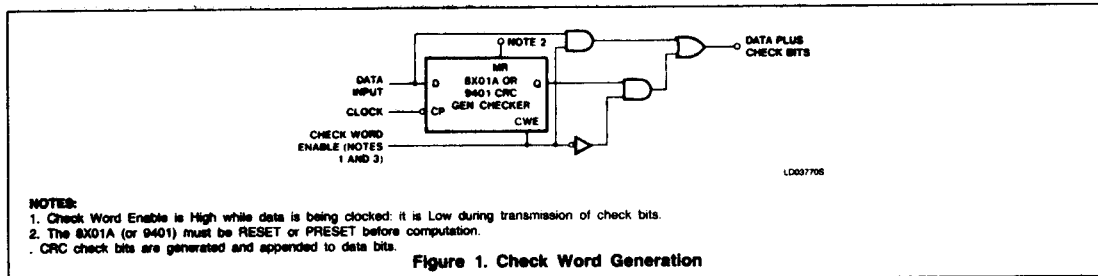 NOTE 2
DATA PLUS
CHECK BITS
MR
DATA
INPUT
D
8X01A OR
9401 CRC
GEN CHECKER
Q
CLOCK
CP
CWE
CHECK WORD
ENABLE (NOTES
1 AND 3)
LD03770S
NOTES:
1. Check Word Enable is High while data is being clocked: it is Low during transmission of check bits.
2. The 8X01A (or 9401) must be RESET or PRESET before computation.
. CRC check bits are generated and appended to data bits.
Figure 1. Check Word Generation